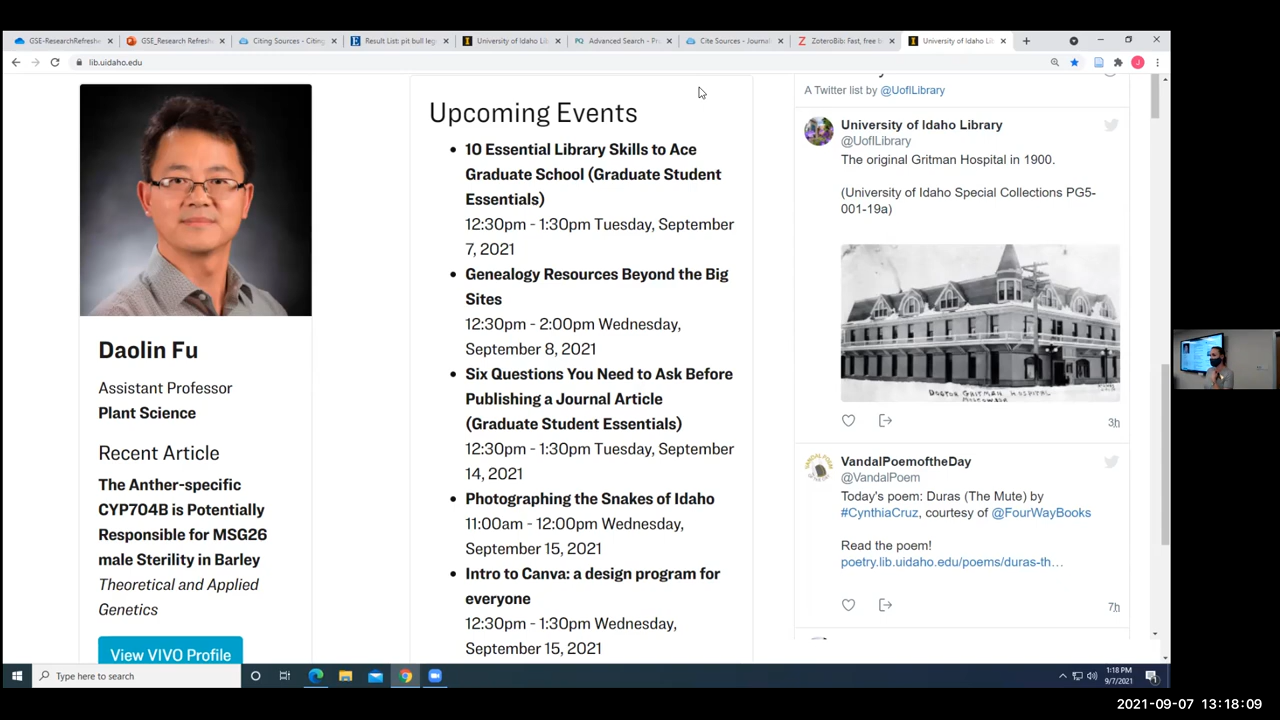 GSE-ResearchRefreshe
GSE_Research Refresh
Citing Sources - Citing
Result List: pit bull leg
University of Idaho Lib
Advanced Search - Pr
Cite Sources - Journal
ZoteroBib: Fast, free b
University of Idaho Lib
lib.uidaho.edu
Daolin Fu
Assistant Professor
Plant Science
Recent Article
The Anther-specific
CYP704B is Potentially
Responsible for MSG26
male Sterility in Barley
Theoretical and Applied
Genetics
View VIVO Profile
Upcoming Events
10 Essential Library Skills to Ace
Graduate School (Graduate Student
Essentials)
12:30pm - 1:30pm Tuesday, September
7, 2021
Genealogy Resources Beyond the Big
Sites
12:30pm - 2:00pm Wednesday,
September 8, 2021
Six Questions You Need to Ask Before
Publishing a Journal Article
(Graduate Student Essentials)
12:30pm - 1:30pm Tuesday, September
14, 2021
Photographing the Snakes of Idaho
11:00am - 12:00pm Wednesday,
September 15, 2021
Intro to Canva: a design program for
everyone
12:30pm - 1:30pm Wednesday,
September 15, 2021
A Twitter list by @UofILibrary
University of Idaho Library
@UofILibrary
The original Gritman Hospital in 1900.
(University of Idaho Special Collections PG5-
001-19a)
DOCTOR GRITMAN HOSPITAL
3h
VandalPoemoftheDay
@VandalPoem
Today's poem: Duras (The Mute) by
#CynthiaCruz, courtesy of @FourWayBooks
Read the poem!
poetry.lib.uidaho.edu/poems/duras-th…
7h
Type here to search
1:18 PM
9/7/2021
2021-09-07 13:18:09